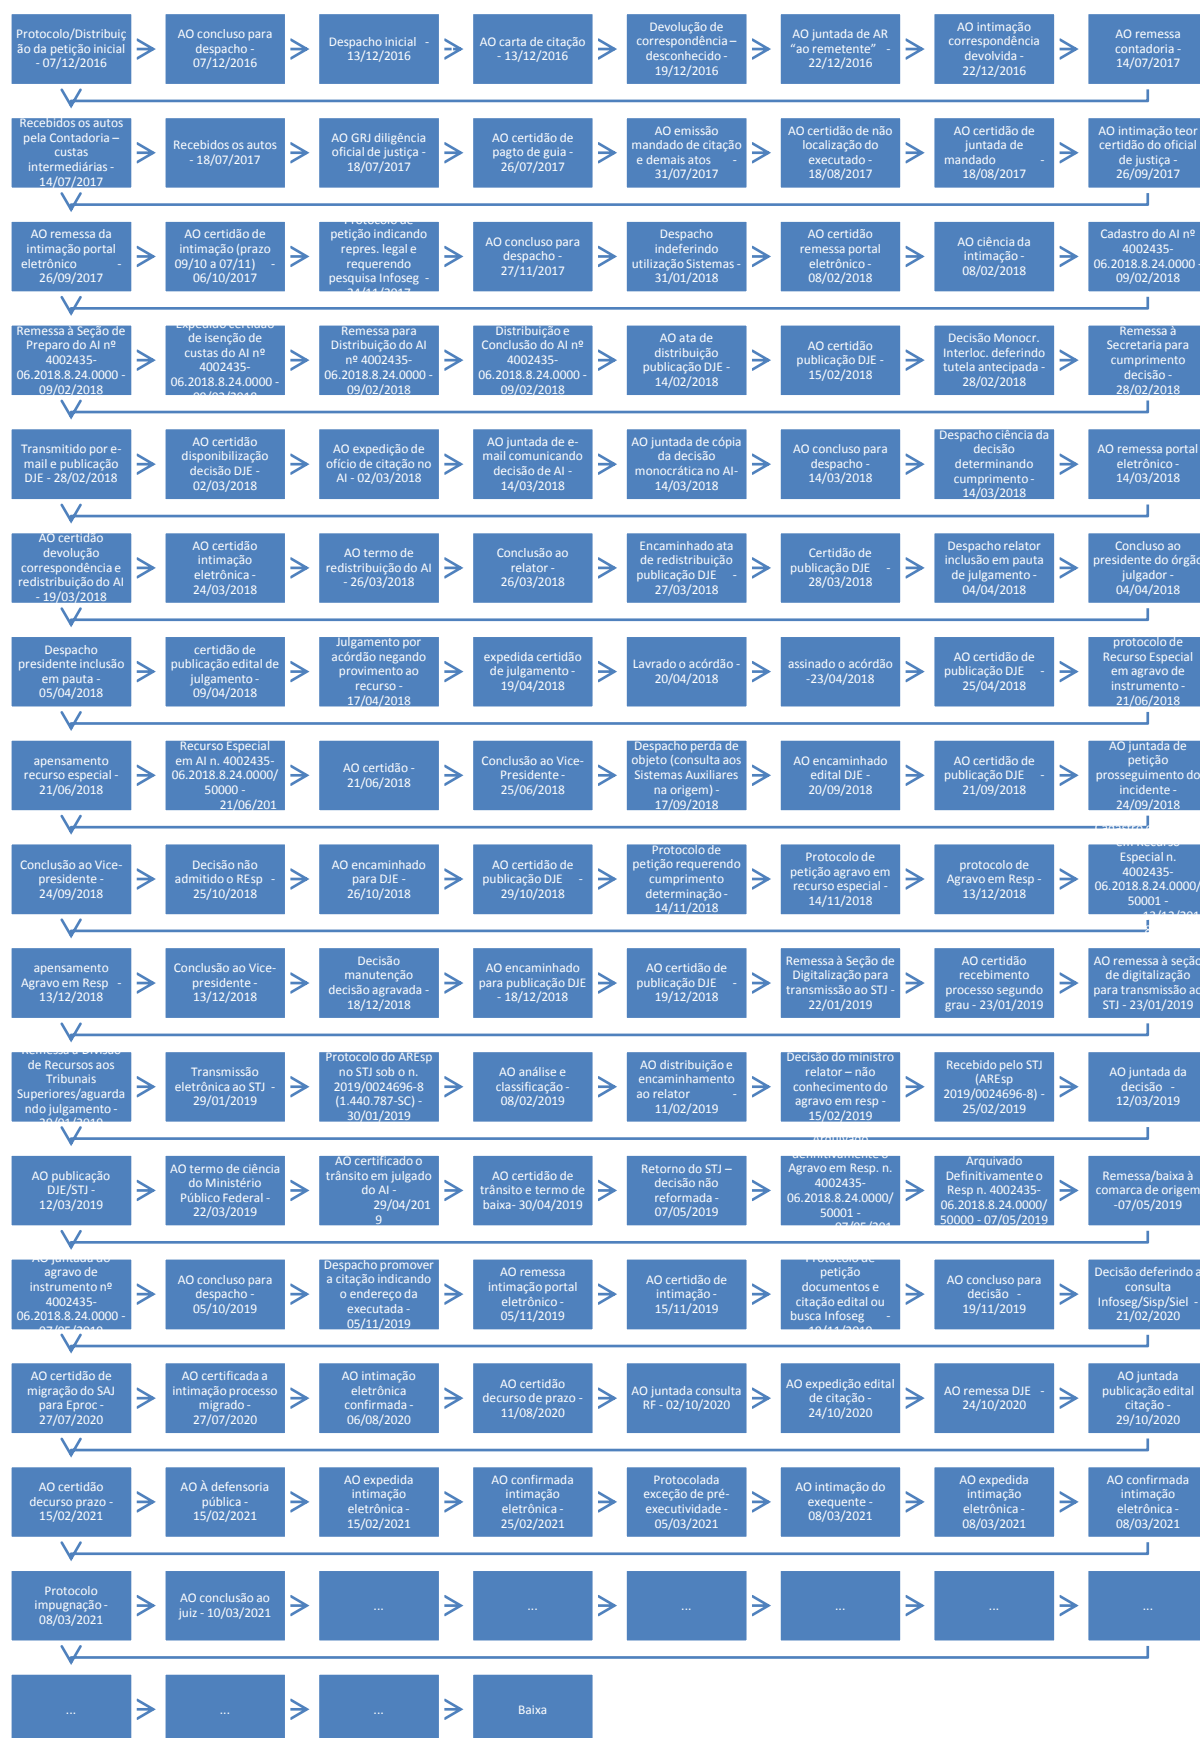 Protocolo/Distribuiç
ão da petição inicial
- 07/12/2016
AO concluso para
despacho -
07/12/2016
Despacho inicial -
13/12/2016
AO carta de citação
- 13/12/2016
Devolução de
correspondência –
desconhecido -
19/12/2016
AO juntada de AR
“ao remetente” -
22/12/2016
AO intimação
correspondência
devolvida -
22/12/2016
AO remessa
contadoria -
14/07/2017
Recebidos os autos
pela Contadoria –
custas
intermediárias -
14/07/2017
Recebidos os autos
- 18/07/2017
AO GRJ diligência
oficial de justiça -
18/07/2017
AO certidão de
pagto de guia -
26/07/2017
AO emissão
mandado de citação
e demais atos -
31/07/2017
AO certidão de não
localização do
executado -
18/08/2017
AO certidão de
juntada de
mandado -
18/08/2017
AO intimação teor
certidão do oficial
de justiça -
26/09/2017
AO remessa da
intimação portal
eletrônico -
26/09/2017
AO certidão de
intimação (prazo
09/10 a 07/11) -
06/10/2017
Protocolo de
petição indicando
repres. legal e
requerendo
pesquisa Infoseg -
24/11/2017
AO concluso para
despacho -
27/11/2017
Despacho
indeferindo
utilização Sistemas -
31/01/2018
AO certidão
remessa portal
eletrônico -
08/02/2018
AO ciência da
intimação -
08/02/2018
Cadastro do AI nº
4002435-
06.2018.8.24.0000 -
09/02/2018
Remessa à Seção de
Preparo do AI nº
4002435-
06.2018.8.24.0000 -
09/02/2018
Expedido certidão
de isenção de
custas do AI nº
4002435-
06.2018.8.24.0000 -
09/02/2018
Remessa para
Distribuição do AI
nº 4002435-
06.2018.8.24.0000 -
09/02/2018
Distribuição e
Conclusão do AI nº
4002435-
06.2018.8.24.0000 -
09/02/2018
AO ata de
distribuição
publicação DJE -
14/02/2018
AO certidão
publicação DJE -
15/02/2018
Decisão Monocr.
Interloc. deferindo
tutela antecipada -
28/02/2018
Remessa à
Secretaria para
cumprimento
decisão -
28/02/2018
Transmitido por e-
mail e publicação
DJE - 28/02/2018
AO certidão
disponibilização
decisão DJE -
02/03/2018
AO expedição de
ofício de citação no
AI - 02/03/2018
AO juntada de e-
mail comunicando
decisão de AI -
14/03/2018
AO juntada de cópia
da decisão
monocrática no AI-
14/03/2018
AO concluso para
despacho -
14/03/2018
Despacho ciência da
decisão
determinando
cumprimento -
14/03/2018
AO remessa portal
eletrônico -
14/03/2018
AO certidão
devolução
correspondência e
redistribuição do AI
- 19/03/2018
AO certidão
intimação
eletrônica -
24/03/2018
AO termo de
redistribuição do AI
- 26/03/2018
Conclusão ao
relator -
26/03/2018
Encaminhado ata
de redistribuição
publicação DJE -
27/03/2018
Certidão de
publicação DJE -
28/03/2018
Despacho relator
inclusão em pauta
de julgamento -
04/04/2018
Concluso ao
presidente do órgão
julgador -
04/04/2018
Despacho
presidente inclusão
em pauta -
05/04/2018
certidão de
publicação edital de
julgamento -
09/04/2018
Julgamento por
acórdão negando
provimento ao
recurso -
17/04/2018
expedida certidão
de julgamento -
19/04/2018
Lavrado o acórdão -
20/04/2018
assinado o acórdão
-23/04/2018
AO certidão de
publicação DJE -
25/04/2018
protocolo de
Recurso Especial
em agravo de
instrumento -
21/06/2018
apensamento
recurso especial -
21/06/2018
Recurso Especial
em AI n. 4002435-
06.2018.8.24.0000/
50000 -
21/06/201
AO certidão -
21/06/2018
Conclusão ao Vice-
Presidente -
25/06/2018
Despacho perda de
objeto (consulta aos
Sistemas Auxiliares
na origem) -
17/09/2018
AO encaminhado
edital DJE -
20/09/2018
AO certidão de
publicação DJE -
21/09/2018
AO juntada de
petição
prosseguimento do
incidente -
24/09/2018
Conclusão ao Vice-
presidente -
24/09/2018
Decisão não
admitido o REsp -
25/10/2018
AO encaminhado
para DJE -
26/10/2018
AO certidão de
publicação DJE -
29/10/2018
Protocolo de
petição requerendo
cumprimento
determinação -
14/11/2018
Protocolo de
petição agravo em
recurso especial -
14/11/2018
protocolo de
Agravo em Resp -
13/12/2018
em Recurso
Especial n.
4002435-
06.2018.8.24.0000/
50001 -
13/12/201
8
apensamento
Agravo em Resp -
13/12/2018
Conclusão ao Vice-
presidente -
13/12/2018
Decisão
manutenção
decisão agravada -
18/12/2018
AO encaminhado
para publicação DJE
- 18/12/2018
AO certidão de
publicação DJE -
19/12/2018
Remessa à Seção de
Digitalização para
transmissão ao STJ -
22/01/2019
AO certidão
recebimento
processo segundo
grau - 23/01/2019
AO remessa à seção
de digitalização
para transmissão ao
STJ - 23/01/2019
Remessa à Divisão
de Recursos aos
Tribunais
Superiores/aguarda
ndo julgamento -
Transmissão
eletrônica ao STJ -
29/01/2019
Protocolo do AREsp
no STJ sob o n.
2019/0024696-8
(1.440.787-SC) -
30/01/2019
AO análise e
classificação -
08/02/2019
AO distribuição e
encaminhamento
ao relator -
11/02/2019
Decisão do ministro
relator – não
conhecimento do
agravo em resp -
15/02/2019
Recebido pelo STJ
(AREsp
2019/0024696-8) -
25/02/2019
AO juntada da
decisão -
12/03/2019
AO publicação
DJE/STJ -
12/03/2019
AO termo de ciência
do Ministério
Público Federal -
22/03/2019
AO certificado o
trânsito em julgado
do AI -
29/04/201
9
AO certidão de
trânsito e termo de
baixa- 30/04/2019
Retorno do STJ –
decisão não
reformada -
07/05/2019
Arquivado
definitivamente o
Agravo em Resp. n.
4002435-
06.2018.8.24.0000/
50001 -
07/05/201
Arquivado
Definitivamente o
Resp n. 4002435-
06.2018.8.24.0000/
50000 - 07/05/2019
Remessa/baixa à
comarca de origem
-07/05/2019
AO juntada do
agravo de
instrumento nº
4002435-
06.2018.8.24.0000 -
07/05/2019
AO concluso para
despacho -
05/10/2019
Despacho promover
a citação indicando
o endereço da
executada -
05/11/2019
AO remessa
intimação portal
eletrônico -
05/11/2019
AO certidão de
intimação -
15/11/2019
Protocolo de
petição
documentos e
citação edital ou
busca Infoseg -
AO concluso para
decisão -
19/11/2019
Decisão deferindo a
consulta
Infoseg/Sisp/Siel -
21/02/2020
AO certidão de
migração do SAJ
para Eproc -
27/07/2020
AO certificada a
intimação processo
migrado -
27/07/2020
AO intimação
eletrônica
confirmada -
06/08/2020
AO certidão
decurso de prazo -
11/08/2020
AO juntada consulta
RF - 02/10/2020
AO expedição edital
de citação -
24/10/2020
AO remessa DJE -
24/10/2020
AO juntada
publicação edital
citação -
29/10/2020
AO certidão
decurso prazo -
15/02/2021
AO À defensoria
pública -
15/02/2021
AO expedida
intimação
eletrônica -
15/02/2021
AO confirmada
intimação
eletrônica -
25/02/2021
Protocolada
exceção de pré-
executividade -
05/03/2021
AO intimação do
exequente -
08/03/2021
AO expedida
intimação
eletrônica -
08/03/2021
AO confirmada
intimação
eletrônica -
08/03/2021
Protocolo
impugnação -
08/03/2021
AO conclusão ao
juiz - 10/03/2021
...
...
...
...
...
...
...
...
...
Baixa